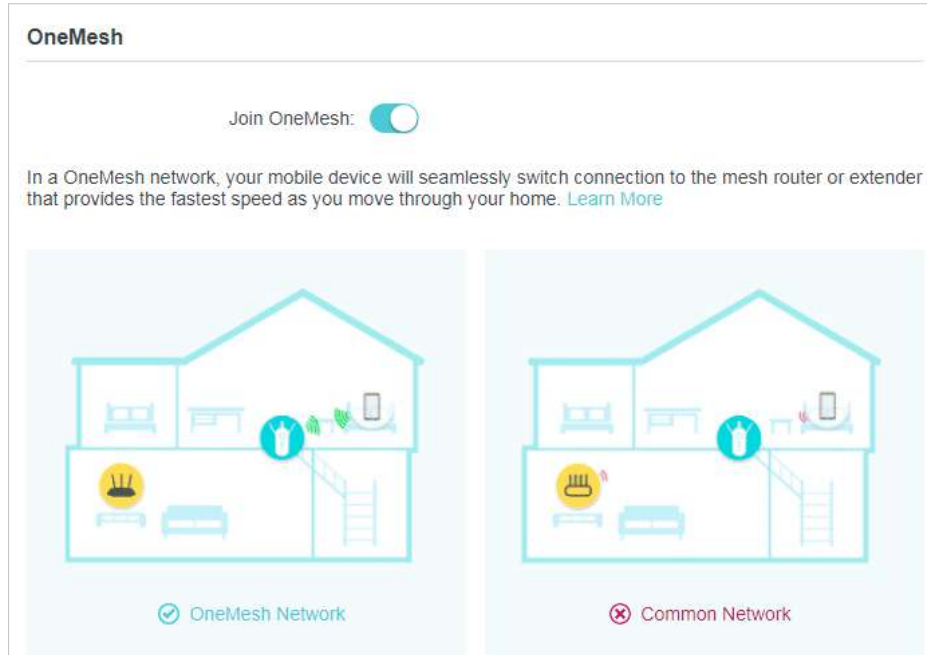 OneMesh
Join OneMesh:
In a OneMesh network, your mobile device will seamlessly switch connection to the mesh router or extender
that provides the fastest speed as you move through your home. Learn More
OneMesh Network
Common Network